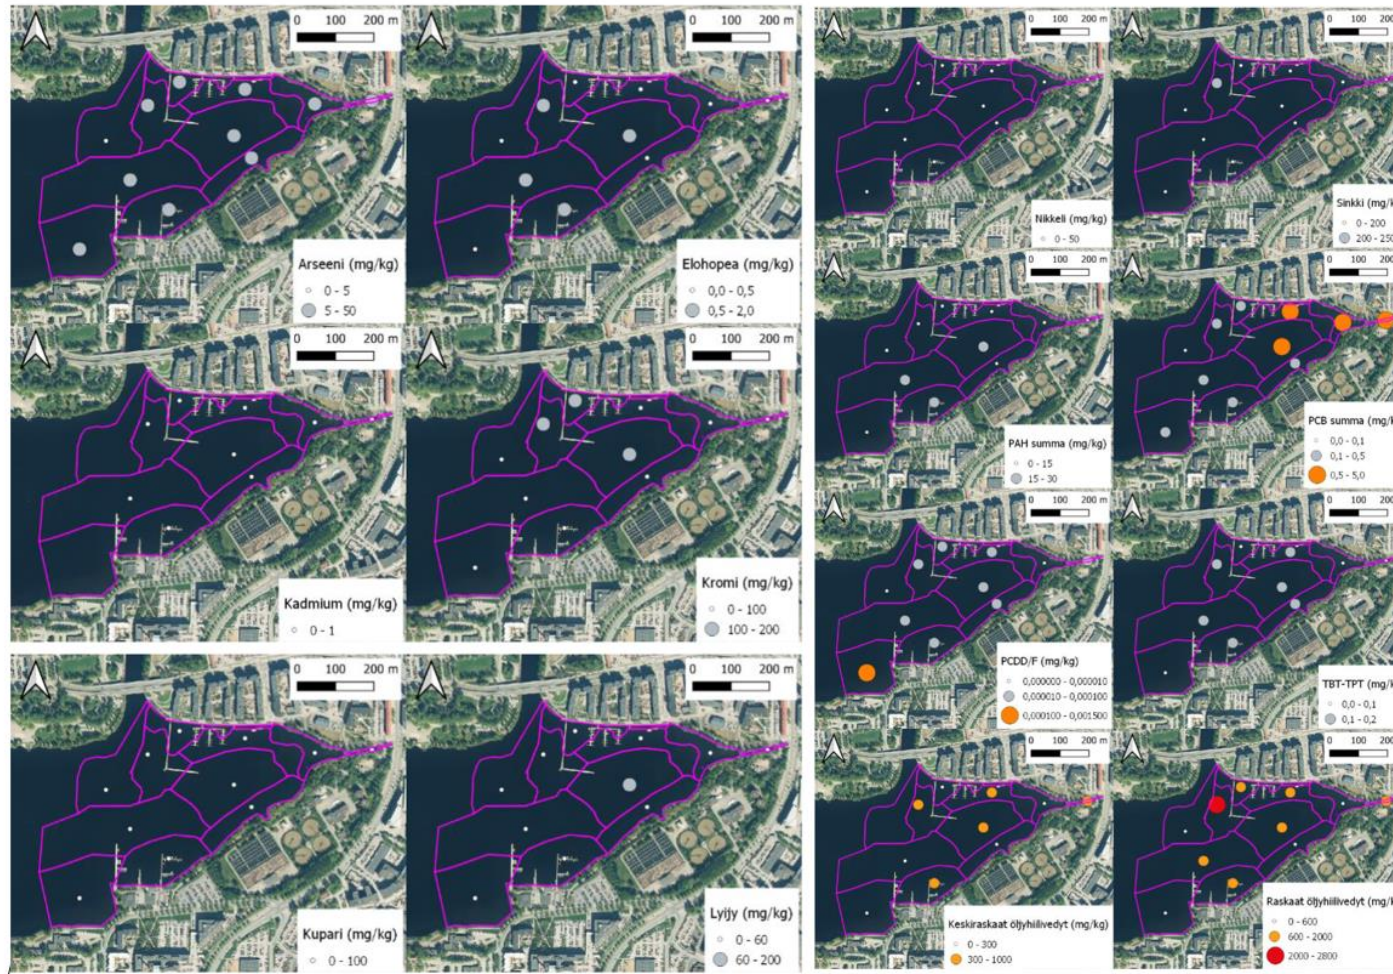 0 100 200 m
Arseeni (mg/kg)
0 - 5
5 - 50
0 100 200 m
Elohopea (mg/kg)
0,0 - 0,5
0,5 - 2,0
0 100 200 m
Kadmium (mg/kg)
0 - 1
0 100 200 m
Kromi (mg/kg)
0 - 100
100 - 200
0 100 200 m
Kupari (mg/kg)
0 - 100
0 100 200 m
Lyijy (mg/kg)
0 - 60
60 - 200
0 100 200 m
Nikkeli (mg/kg)
0 - 50
0 100 200
Sinkki (mg/k
0 - 200
200 - 250
0 100 200 m
PAH summa (mg/kg)
0 - 15
15 - 30
0 100 200
PCB summa (mg/k
0,0 - 0,1
0,1 - 0,5
0,5 - 5,0
0 100 200 m
PCDD/F (mg/kg)
0,000000 - 0,000010
0,000010 - 0,000100
0,000100 - 0,001500
0 100 200
TBT-TPT (mg/k
0,0 - 0,1
0,1 - 0,2
0 100 200 m
Keskiraskaat öljyhiilivedyt (mg/kg)
0 - 300
300 - 1000
0 100 200
Raskaat öljyhiilivedyt (mg/k
0 - 600
600 - 2000
2000 - 2800